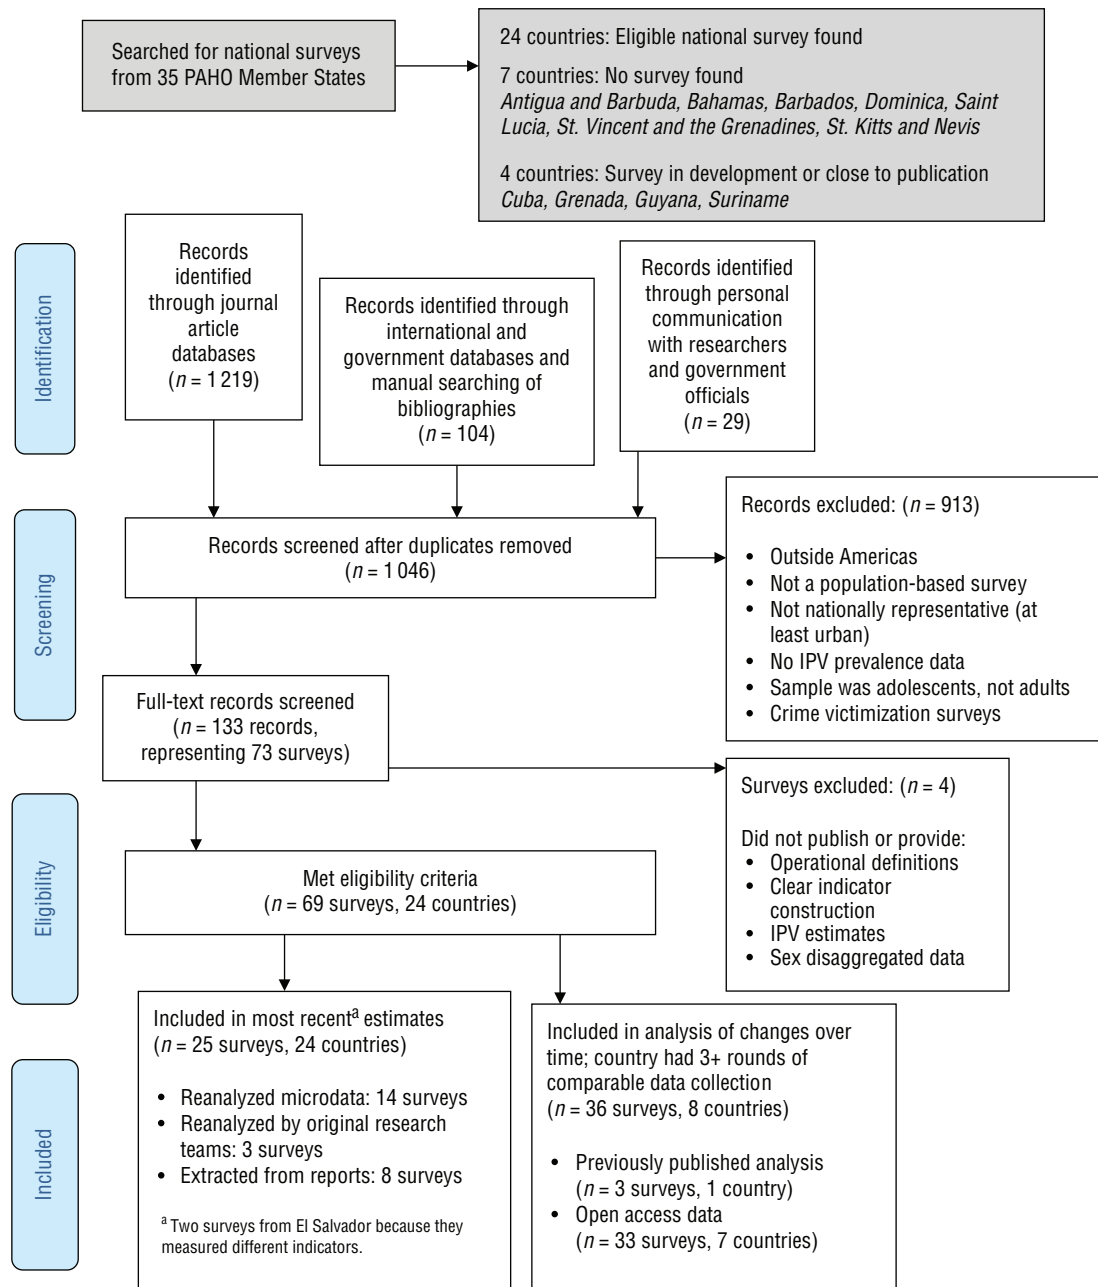 Searched for national surveys
from 35 PAHO Member States
24 countries: Eligible national survey found
7 countries: No survey found
Antigua and Barbuda, Bahamas, Barbados, Dominica, Saint
Lucia, St. Vincent and the Grenadines, St. Kitts and Nevis
4 countries: Survey in development or close to publication
Cuba, Grenada, Guyana, Suriname
Identification
Records
identified
through journal
article
databases
(n = 1 219)
Records identified through
international and
government databases and
manual searching of
bibliographies
(n = 104)
Records identified
through personal
communication
with researchers
and government
officials
(n = 29)
Screening
Records screened after duplicates removed
(n = 1 046)
Records excluded: (n = 913)
• Outside Americas
• Not a population-based survey
• Not nationally representative (at
least urban)
• No IPV prevalence data
• Sample was adolescents, not adults
• Crime victimization surveys
Full-text records screened
(n = 133 records,
representing 73 surveys)
Eligibility
Surveys excluded: (n = 4)
Did not publish or provide:
• Operational definitions
• Clear indicator
construction
• IPV estimates
• Sex disaggregated data
Met eligibility criteria
(n = 69 surveys, 24 countries)
Included
Included in most recentª estimates
(n = 25 surveys, 24 countries)
• Reanalyzed microdata: 14 surveys
• Reanalyzed by original research
teams: 3 surveys
• Extracted from reports: 8 surveys
ª Two surveys from El Salvador because they
measured different indicators.
Included in analysis of changes over
time; country had 3+ rounds of
comparable data collection
(n = 36 surveys, 8 countries)
• Previously published analysis
(n = 3 surveys, 1 country)
• Open access data
(n = 33 surveys, 7 countries)